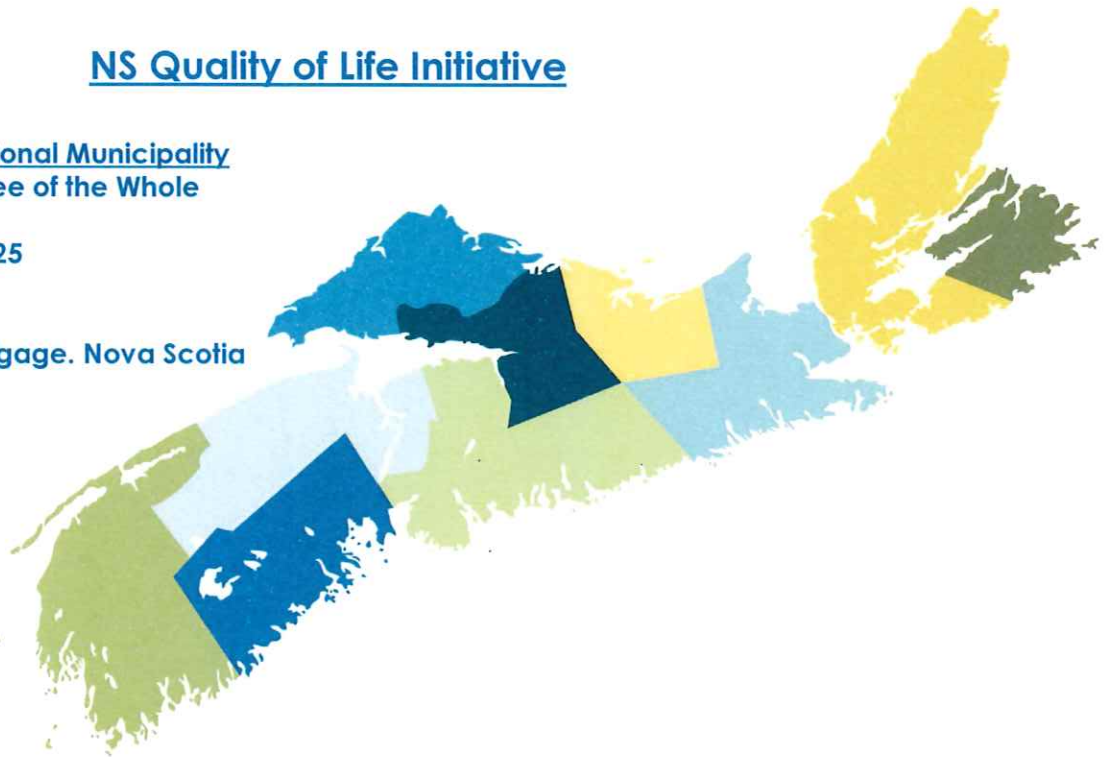 NS Quality of Life Initiative
onal Municipality
ee of the Whole
25
gage. Nova Scotia